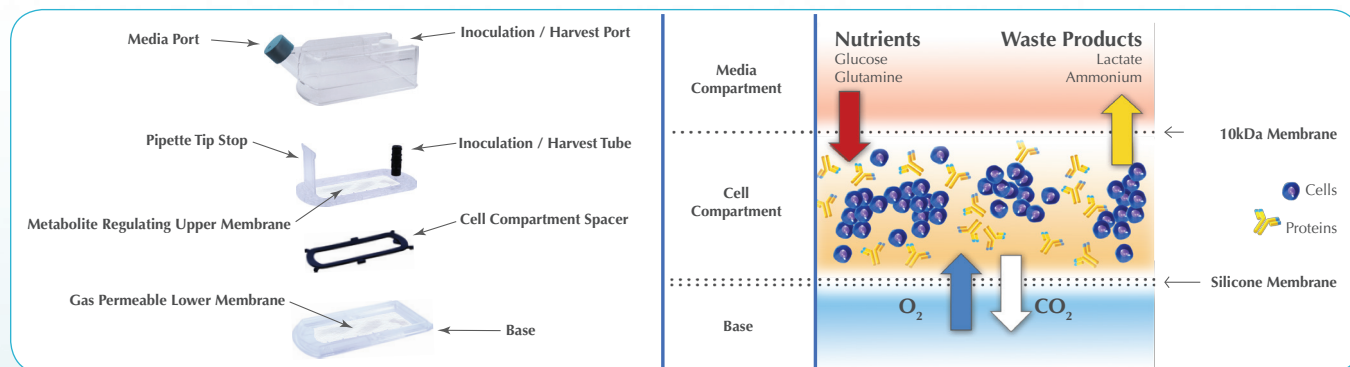 Media Port
Inoculation / Harvest Port
Pipette Tip Stop
Inoculation / Harvest Tube
Metabolite Regulating Upper Membrane
Cell Compartment Spacer
Gas Permeable Lower Membrane
Base
Media
Compartment
Cell
Compartment
Base
Nutrients
Glucose
Glutamine
Waste Products
Lactate
Ammonium
O₂
CO₂
10kDa Membrane
Cells
Proteins
Silicone Membrane